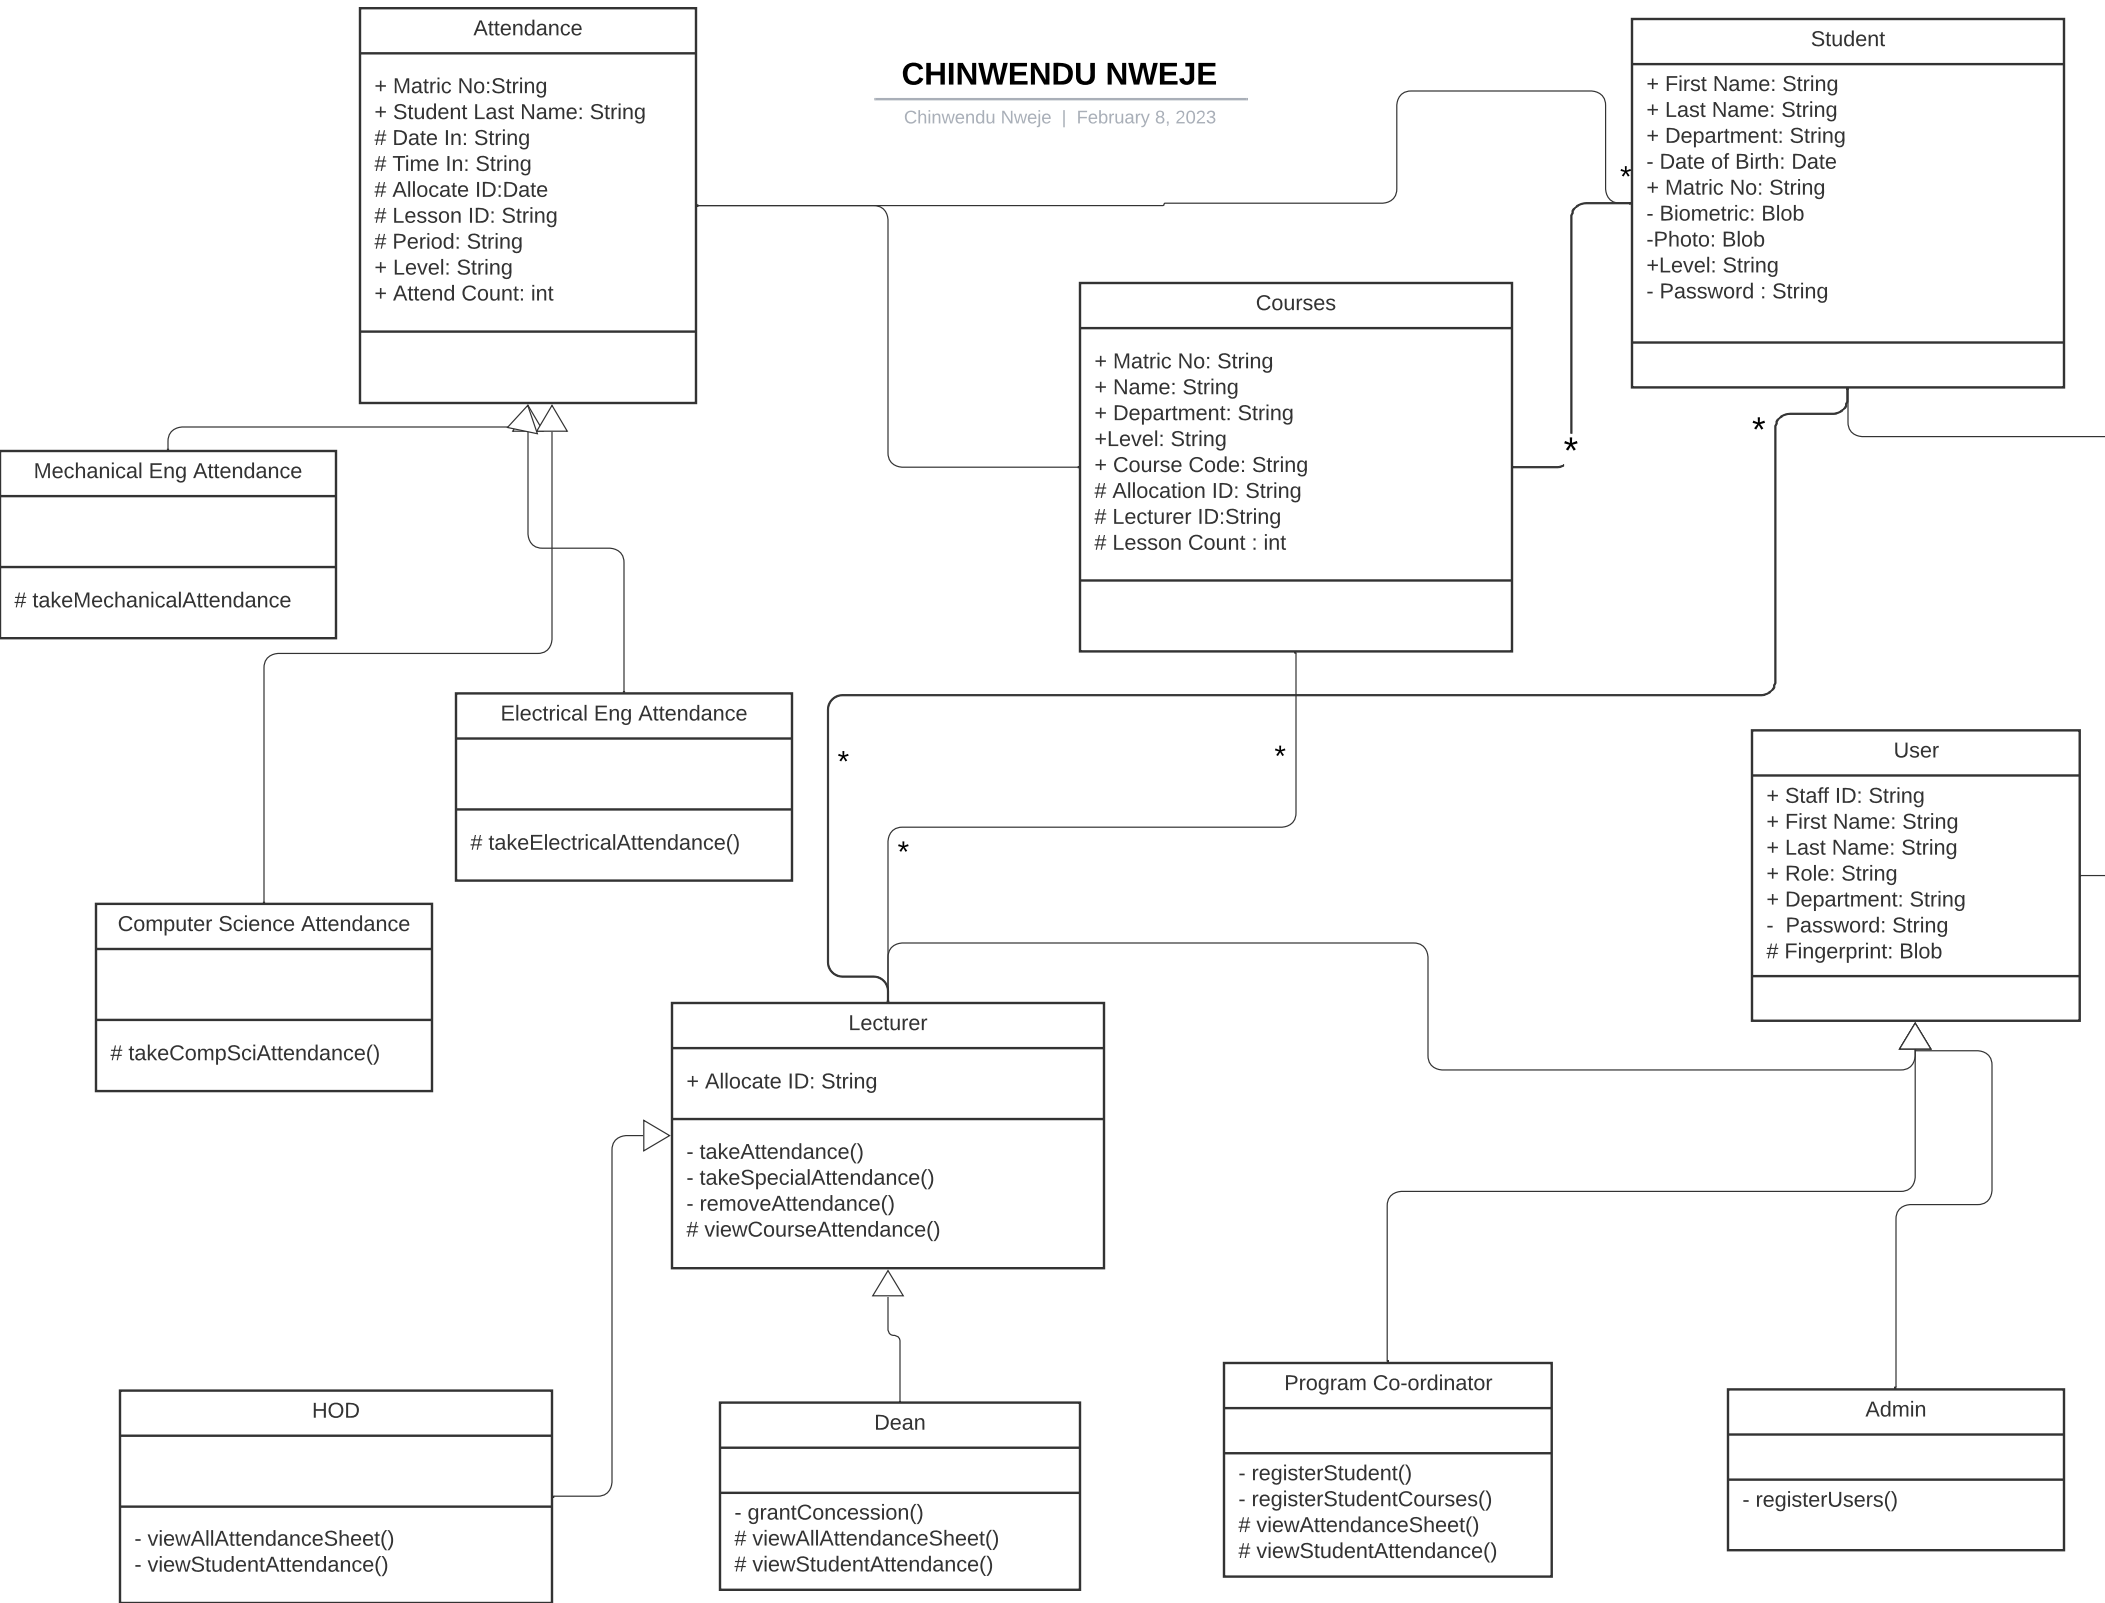 CHINWENDU NWEJE
Chinwendu Nweje | February 8, 2023
Attendance
+ Matric No:String
+ Student Last Name: String
# Date In: String
# Time In: String
# Allocate ID:Date
# Lesson ID: String
# Period: String
+ Level: String
+ Attend Count: int
Student
+ First Name: String
+ Last Name: String
+ Department: String
- Date of Birth: Date
+ Matric No: String
- Biometric: Blob
-Photo: Blob
+Level: String
- Password : String
*
Courses
+ Matric No: String
+ Name: String
+ Department: String
+Level: String
+ Course Code: String
# Allocation ID: String
# Lecturer ID:String
# Lesson Count : int
*
*
Mechanical Eng Attendance
# takeMechanicalAttendance
Electrical Eng Attendance
# takeElectricalAttendance()
*
*
*
User
+ Staff ID: String
+ First Name: String
+ Last Name: String
+ Role: String
+ Department: String
- Password: String
# Fingerprint: Blob
Computer Science Attendance
# takeCompSciAttendance()
Lecturer
+ Allocate ID: String
- takeAttendance()
- takeSpecialAttendance()
- removeAttendance()
# viewCourseAttendance()
HOD
- viewAllAttendanceSheet()
- viewStudentAttendance()
Dean
- grantConcession()
# viewAllAttendanceSheet()
# viewStudentAttendance()
Program Co-ordinator
- registerStudent()
- registerStudentCourses()
# viewAttendanceSheet()
# viewStudentAttendance()
Admin
- registerUsers()